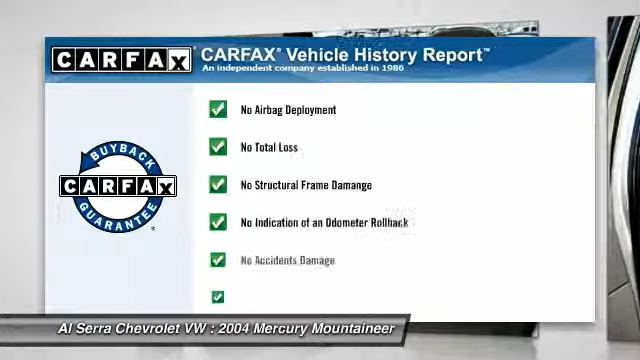 CARFAX
CARFAX® Vehicle History Report™
An independent company established in 1986
No Airbag Deployment
No Total Loss
BUYBACK
CARFAX
GUARANTEE
®
No Structural Frame Damange
No Indication of an Odometer Rollback
No Accidents Damage
Al Serra Chevrolet VW : 2004 Mercury Mountaineer